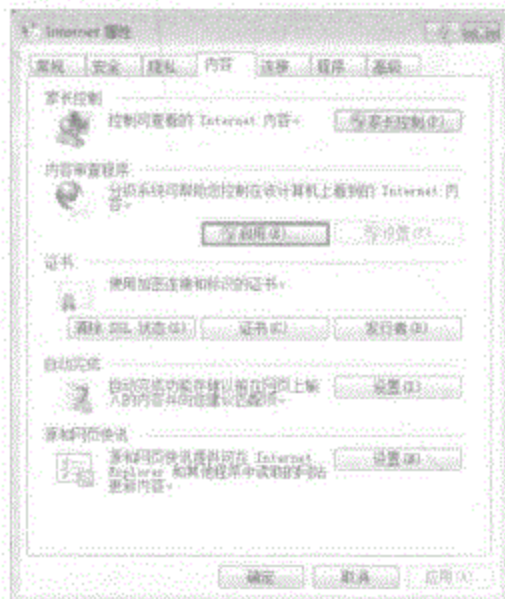 Internet 属性
常规 安全 隐私 内容 连接 程序 高级
家长控制
控制可查看的 Internet 内容。 家长控制(P)
内容审查程序
分级系统可帮助您控制在该计算机上看到的 Internet 内
容。
启用(E) 设置(T)
证书
使用加密连接和标识的证书。
清除 SSL 状态(S) 证书(C) 发行者(B)
自动完成
自动完成功能存储以前在网页上输 设置(I)
入的内容并向您建议匹配项。
源和网页快讯
源和网页快讯提供可在 Internet 设置(N)
Explorer 和其他程序中读取的网站
更新内容。
确定 取消 应用(A)